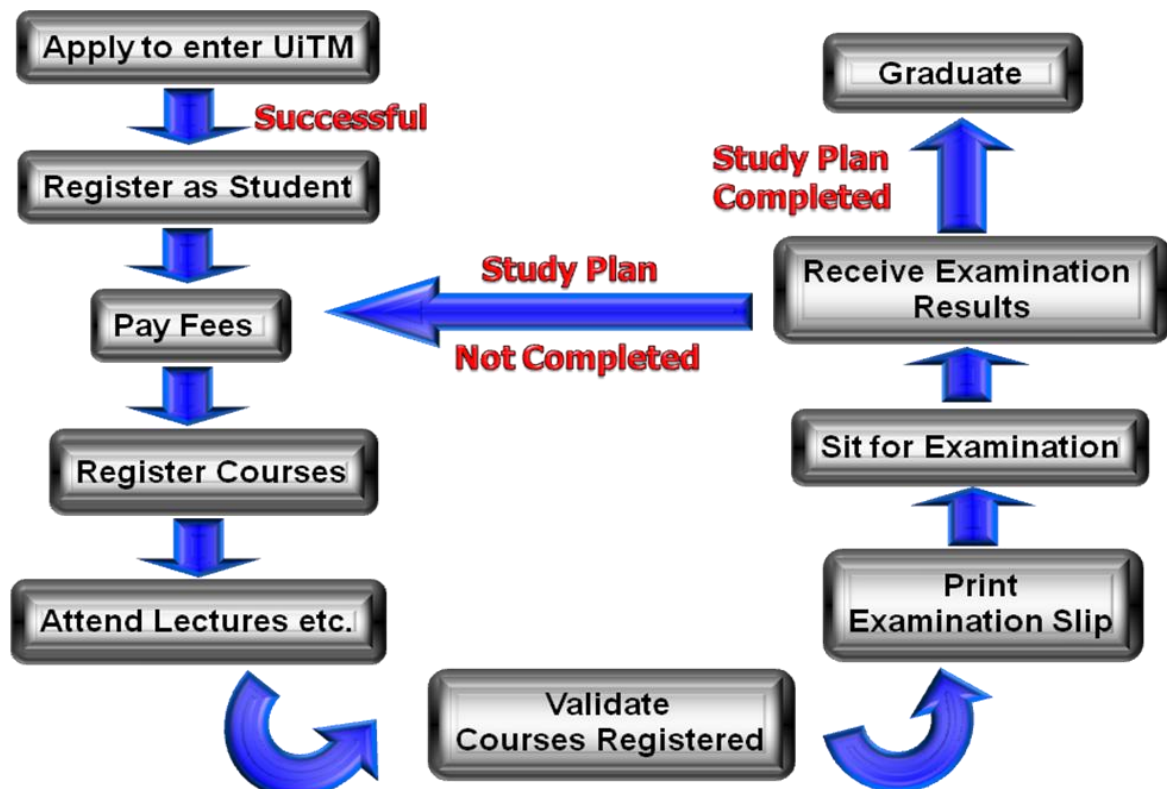 Apply to enter UiTM
Successful
Register as Student
Pay Fees
Register Courses
Attend Lectures etc.
Validate
Courses Registered
Print
Examination Slip
Sit for Examination
Receive Examination
Results
Study Plan
Not Completed
Study Plan
Completed
Graduate